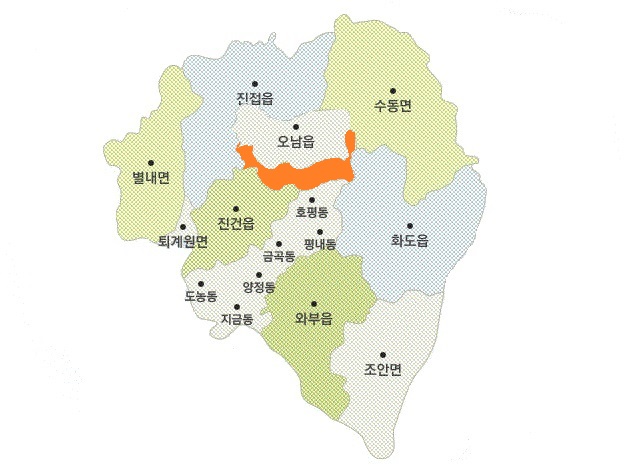 진접읍
수동면
오남읍
별내면
호평동
진건읍
퇴계원면
평내동
화도읍
금곡동
양정동
도농동
지금동
와부읍
조안면